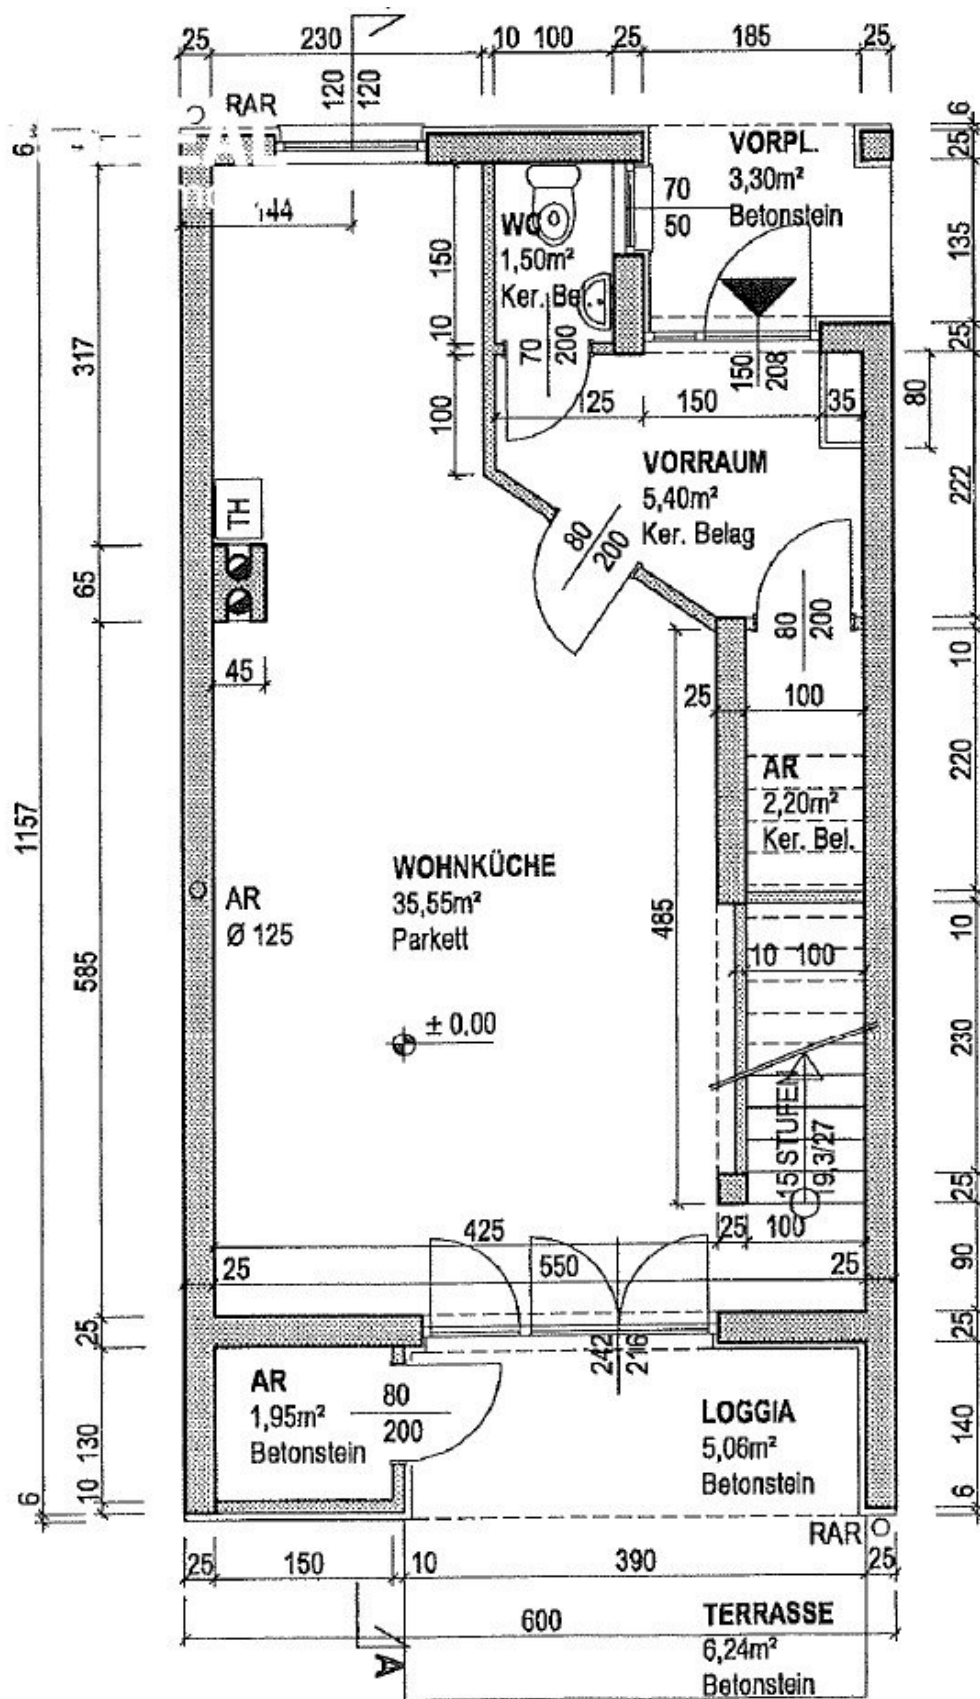 25 230 10 100 25 185 25
120
120
RAR
6
6
VORPL.
3,30m²
Betonstein
25
144
70
50
WC
1,50m²
Ker. Bel.
150
135
10
11
70
200
150
208
25
317
100
25 150 35
80
VORRAUM
5,40m²
Ker. Belag
222
TH
80
200
65
80
200
10
45
25 100
220
AR
2,20m²
Ker. Bel.
1157
WOHNKÜCHE
35,55m²
Parkett
AR
Ø 125
485
10
585
10 100
± 0.00
230
15 STUFEN
19,3/27
25
425
25 100
90
25 550 25
25
25
242
216
AR
1,95m²
Betonstein
80
200
LOGGIA
5,06m²
Betonstein
130
140
10
6
6
RAR
25 150 10 390 25
600
TERRASSE
6,24m²
Betonstein
A